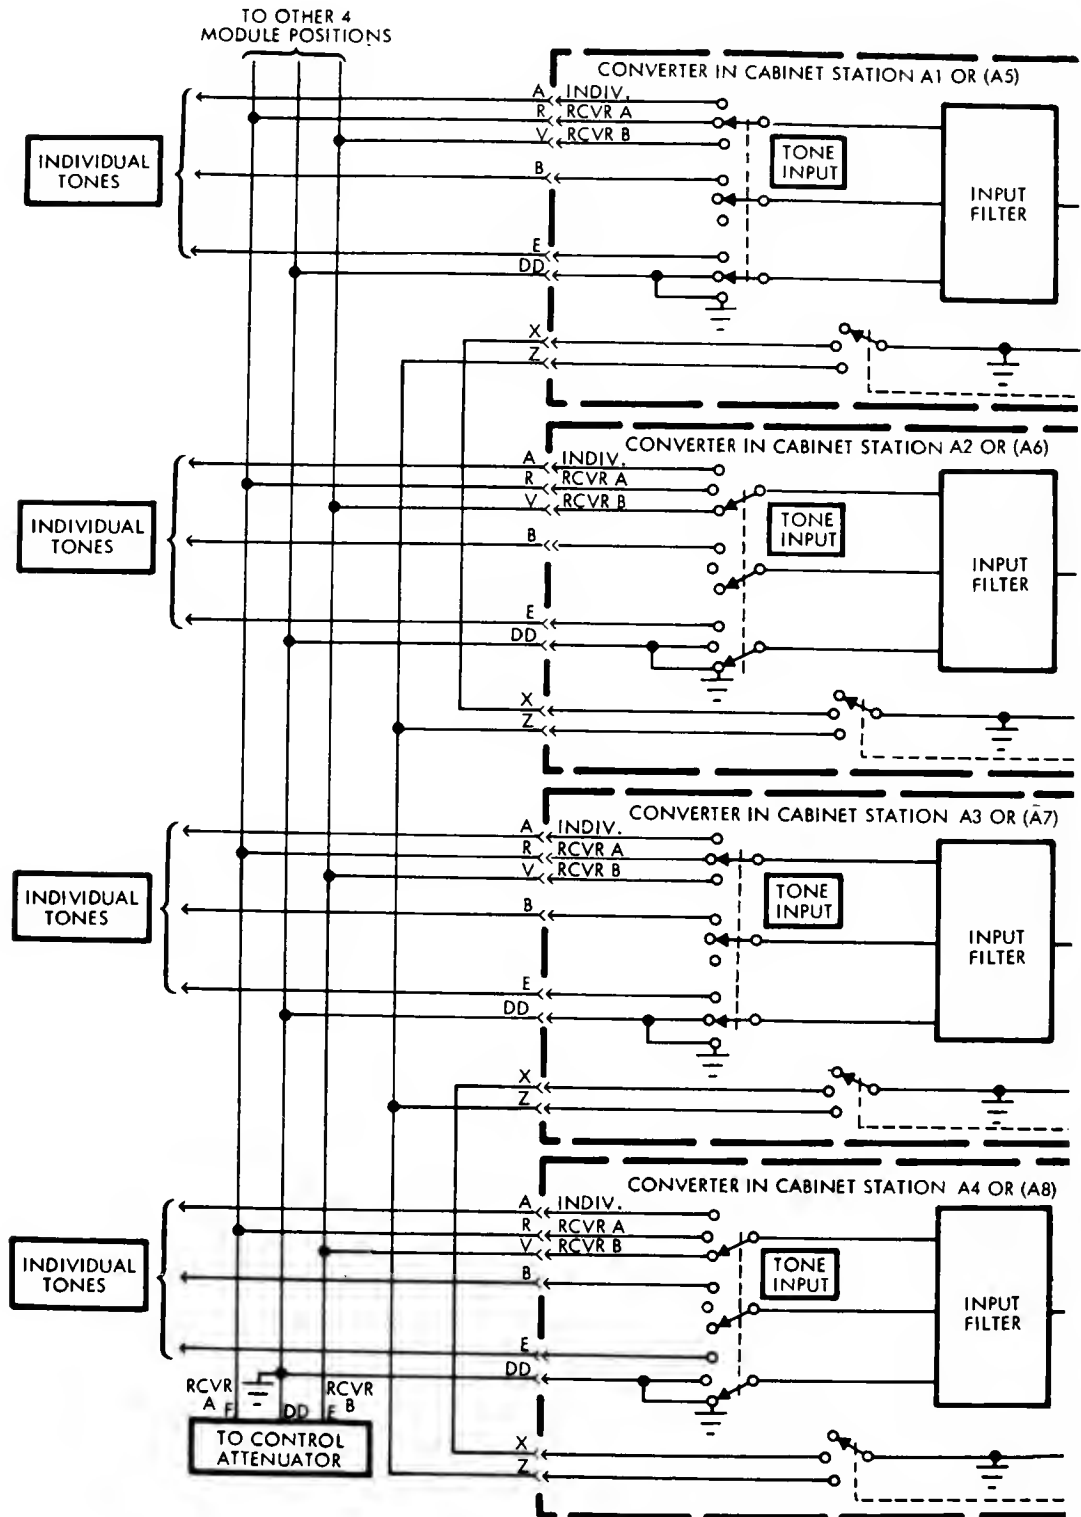 TO OTHER 4
MODULE POSITIONS
CONVERTER IN CABINET STATION A1 OR (A5)
A INDIV.
R RCVR A
V RCVR B
INDIVIDUAL
TONES
TONE
INPUT
B
INPUT
FILTER
E
DD
X
Z
CONVERTER IN CABINET STATION A2 OR (A6)
A INDIV.
R RCVR A
V RCVR B
INDIVIDUAL
TONES
TONE
INPUT
B
INPUT
FILTER
E
DD
X
Z
CONVERTER IN CABINET STATION A3 OR (A7)
A INDIV.
R RCVR A
V RCVR B
INDIVIDUAL
TONES
TONE
INPUT
B
INPUT
FILTER
E
DD
X
Z
CONVERTER IN CABINET STATION A4 OR (A8)
A INDIV.
R RCVR A
V RCVR B
INDIVIDUAL
TONES
TONE
INPUT
B
INPUT
FILTER
E
DD
RCVR
A
F
DD
E
RCVR
B
TO CONTROL
ATTENUATOR
X
Z